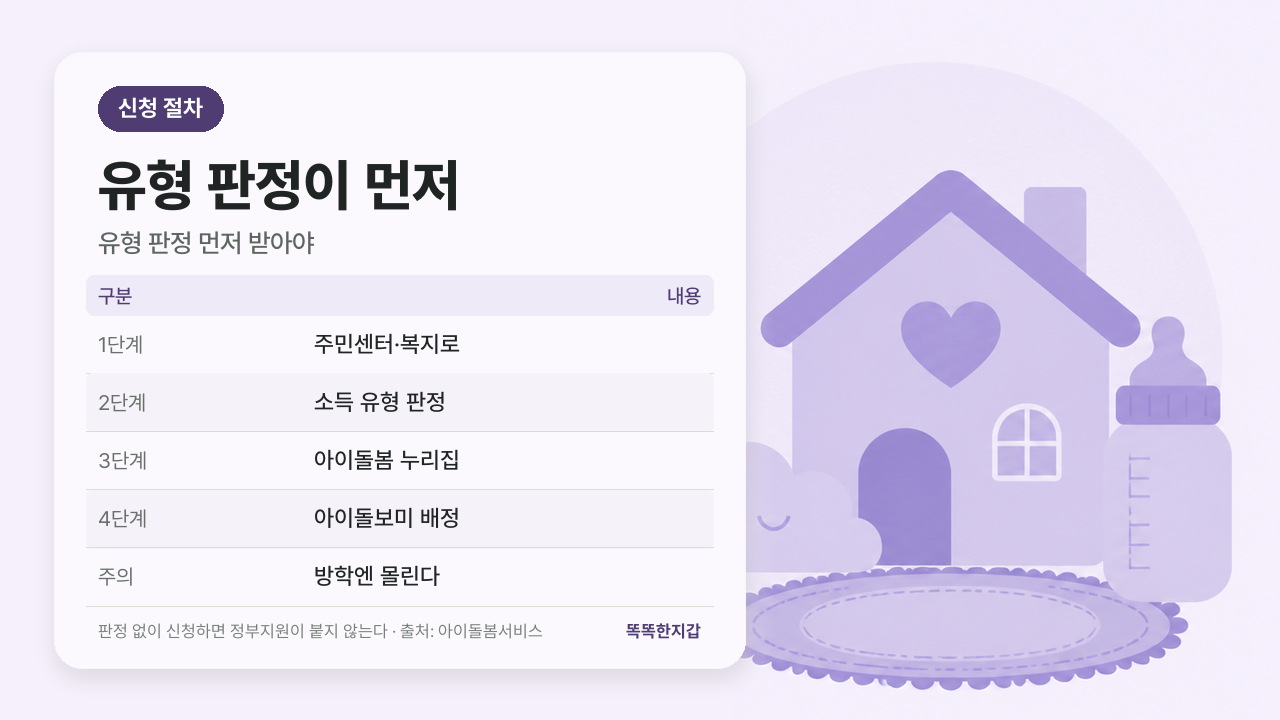 신청 절차
유형 판정이 먼저
유형 판정 먼저 받아야
구분 내용
1단계 주민센터·복지로
2단계 소득 유형 판정
3단계 아이돌봄 누리집
4단계 아이돌보미 배정
주의 방학엔 몰린다
판정 없이 신청하면 정부지원이 붙지 않는다 · 출처: 아이돌봄서비스 똑똑한지갑